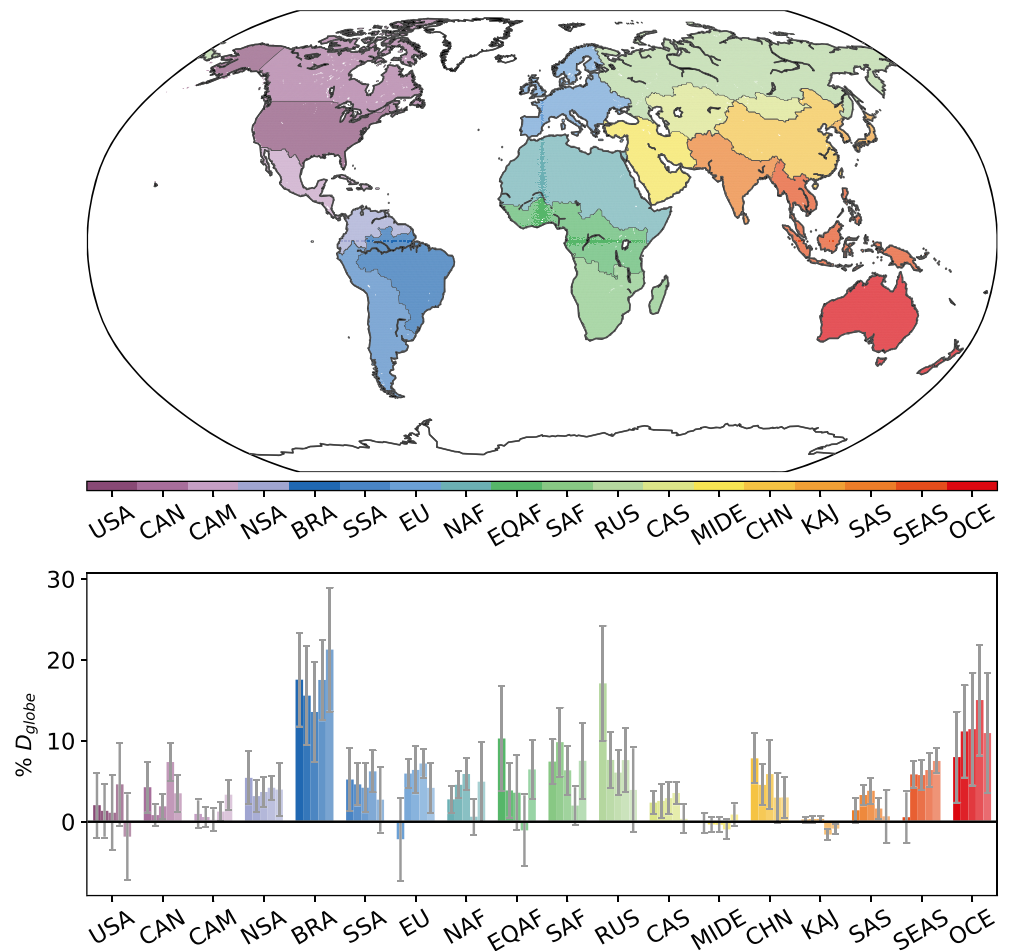 USA CAN CAM NSA BRA SSA EU NAF EQAF SAF RUS CAS MIDE CHN KAJ SAS SEAS OCE
30
20
10
0
% D_globe
USA CAN CAM NSA BRA SSA EU NAF EQAF SAF RUS CAS MIDE CHN KAJ SAS SEAS OCE